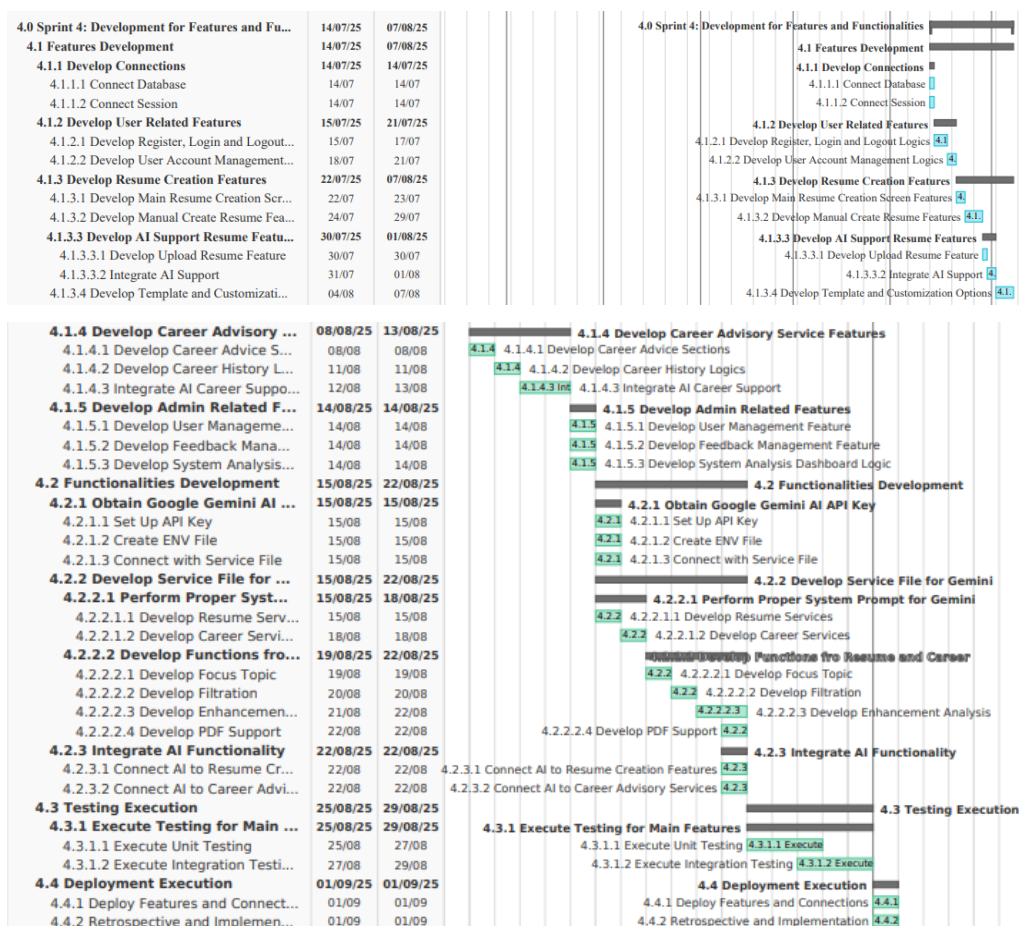 4.0 Sprint 4: Development for Features and Fu... 14/07/25 07/08/25 4.0 Sprint 4: Development for Features and Functionalities
4.1 Features Development 14/07/25 07/08/25 4.1 Features Development
4.1.1 Develop Connections 14/07/25 14/07/25 4.1.1 Develop Connections
4.1.1.1 Connect Database 14/07 14/07 4.1.1.1 Connect Database
4.1.1.2 Connect Session 14/07 14/07 4.1.1.2 Connect Session
4.1.2 Develop User Related Features 15/07/25 21/07/25 4.1.2 Develop User Related Features
4.1.2.1 Develop Register, Login and Logout... 15/07 17/07 4.1.2.1 Develop Register, Login and Logout Logics 4.1
4.1.2.2 Develop User Account Management... 18/07 21/07 4.1.2.2 Develop User Account Management Logics 4.
4.1.3 Develop Resume Creation Features 22/07/25 07/08/25 4.1.3 Develop Resume Creation Features
4.1.3.1 Develop Main Resume Creation Scr... 22/07 23/07 4.1.3.1 Develop Main Resume Creation Screen Features 4.
4.1.3.2 Develop Manual Create Resume Fea... 24/07 29/07 4.1.3.2 Develop Manual Create Resume Features 4.1.
4.1.3.3 Develop AI Support Resume Featu... 30/07/25 01/08/25 4.1.3.3 Develop AI Support Resume Features
4.1.3.3.1 Develop Upload Resume Feature 30/07 30/07 4.1.3.3.1 Develop Upload Resume Feature
4.1.3.3.2 Integrate AI Support 31/07 01/08 4.1.3.3.2 Integrate AI Support 4.
4.1.3.4 Develop Template and Customizati... 04/08 07/08 4.1.3.4 Develop Template and Customization Options 4.1.
4.1.4 Develop Career Advisory ... 08/08/25 13/08/25 4.1.4 Develop Career Advisory Service Features
4.1.4.1 Develop Career Advice S... 08/08 08/08 4.1.4 4.1.4.1 Develop Career Advice Sections
4.1.4.2 Develop Career History L... 11/08 11/08 4.1.4 4.1.4.2 Develop Career History Logics
4.1.4.3 Integrate AI Career Suppo... 12/08 13/08 4.1.4.3 Int 4.1.4.3 Integrate AI Career Support
4.1.5 Develop Admin Related F... 14/08/25 14/08/25 4.1.5 Develop Admin Related Features
4.1.5.1 Develop User Manageme... 14/08 14/08 4.1.5 4.1.5.1 Develop User Management Feature
4.1.5.2 Develop Feedback Mana... 14/08 14/08 4.1.5 4.1.5.2 Develop Feedback Management Feature
4.1.5.3 Develop System Analysis... 14/08 14/08 4.1.5 4.1.5.3 Develop System Analysis Dashboard Logic
4.2 Functionalities Development 15/08/25 22/08/25 4.2 Functionalities Development
4.2.1 Obtain Google Gemini AI ... 15/08/25 15/08/25 4.2.1 Obtain Google Gemini AI API Key
4.2.1.1 Set Up API Key 15/08 15/08 4.2.1 4.2.1.1 Set Up API Key
4.2.1.2 Create ENV File 15/08 15/08 4.2.1 4.2.1.2 Create ENV File
4.2.1.3 Connect with Service File 15/08 15/08 4.2.1 4.2.1.3 Connect with Service File
4.2.2 Develop Service File for ... 15/08/25 22/08/25 4.2.2 Develop Service File for Gemini
4.2.2.1 Perform Proper Syst... 15/08/25 18/08/25 4.2.2.1 Perform Proper System Prompt for Gemini
4.2.2.1.1 Develop Resume Serv... 15/08 15/08 4.2.2 4.2.2.1.1 Develop Resume Services
4.2.2.1.2 Develop Career Servi... 18/08 18/08 4.2.2 4.2.2.1.2 Develop Career Services
4.2.2.2 Develop Functions fro... 19/08/25 22/08/25 Develop Functions fro Resume and Career
4.2.2.2.1 Develop Focus Topic 19/08 19/08 4.2.2 4.2.2.2.1 Develop Focus Topic
4.2.2.2.2 Develop Filtration 20/08 20/08 4.2.2 4.2.2.2.2 Develop Filtration
4.2.2.2.3 Develop Enhancemen... 21/08 22/08 4.2.2.2.3 4.2.2.2.3 Develop Enhancement Analysis
4.2.2.2.4 Develop PDF Support 22/08 22/08 4.2.2.2.4 Develop PDF Support 4.2.2
4.2.3 Integrate AI Functionality 22/08/25 22/08/25 4.2.3 Integrate AI Functionality
4.2.3.1 Connect AI to Resume Cr... 22/08 22/08 4.2.3.1 Connect AI to Resume Creation Features 4.2.3
4.2.3.2 Connect AI to Career Advi... 22/08 22/08 4.2.3.2 Connect AI to Career Advisory Services 4.2.3
4.3 Testing Execution 25/08/25 29/08/25 4.3 Testing Execution
4.3.1 Execute Testing for Main ... 25/08/25 29/08/25 4.3.1 Execute Testing for Main Features
4.3.1.1 Execute Unit Testing 25/08 27/08 4.3.1.1 Execute Unit Testing 4.3.1.1 Execute
4.3.1.2 Execute Integration Testi... 27/08 29/08 4.3.1.2 Execute Integration Testing 4.3.1.2 Execute
4.4 Deployment Execution 01/09/25 01/09/25 4.4 Deployment Execution
4.4.1 Deploy Features and Connect... 01/09 01/09 4.4.1 Deploy Features and Connections 4.4.1
4.4.2 Retrospective and Implemen... 01/09 01/09 4.4.2 Retrospective and Implementation 4.4.2